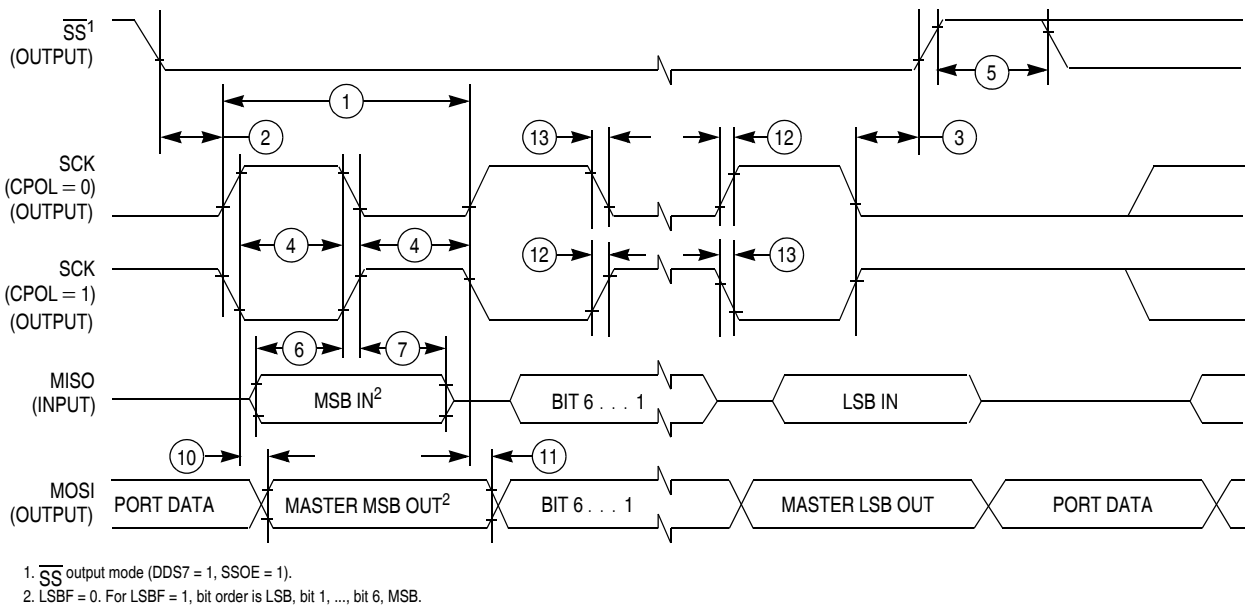 SS1
(OUTPUT)
5
1
2
13
12
3
SCK
(CPOL = 0)
(OUTPUT)
4
4
SCK
(CPOL = 1)
(OUTPUT)
12
13
6
7
MISO
(INPUT)
MSB IN2
BIT 6 . . . 1
LSB IN
10
11
MOSI
(OUTPUT)
PORT DATA
MASTER MSB OUT2
BIT 6 . . . 1
MASTER LSB OUT
PORT DATA
1. SS output mode (DDS7 = 1, SSOE = 1).
2. LSBF = 0. For LSBF = 1, bit order is LSB, bit 1, ..., bit 6, MSB.